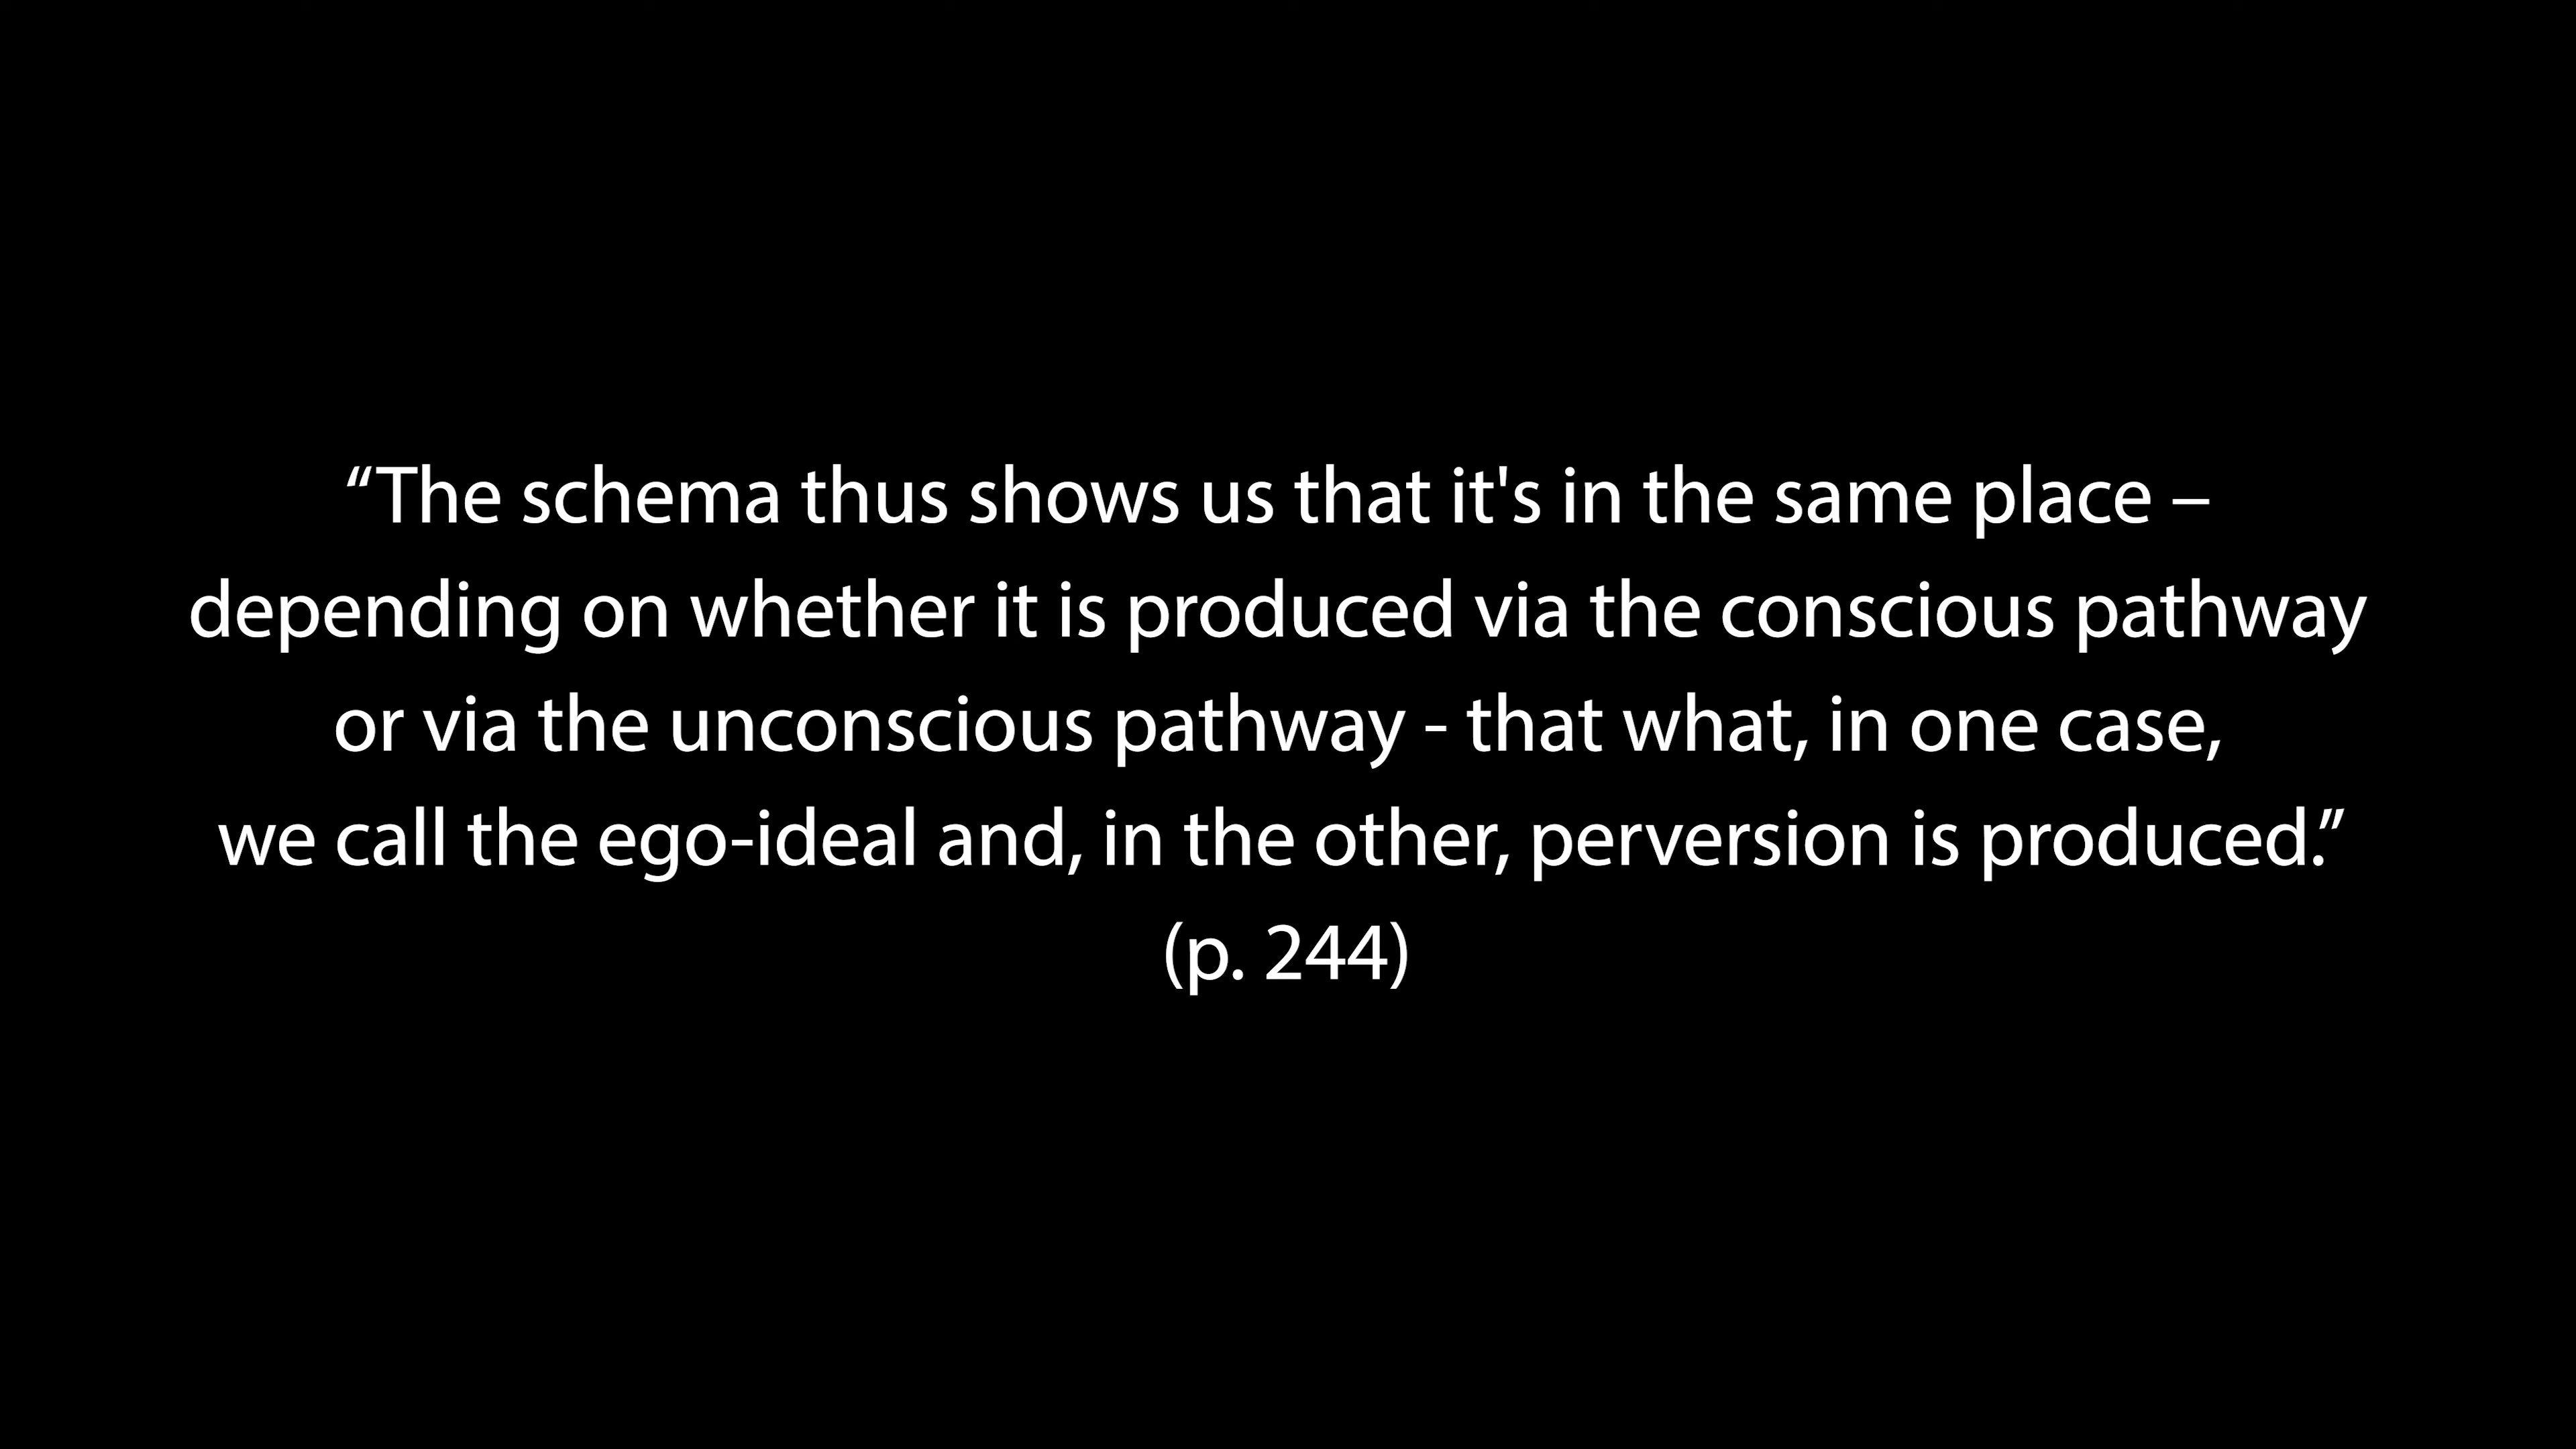 “The schema thus shows us that it's in the same place –
depending on whether it is produced via the conscious pathway
or via the unconscious pathway - that what, in one case,
we call the ego-ideal and, in the other, perversion is produced.”
(p. 244)